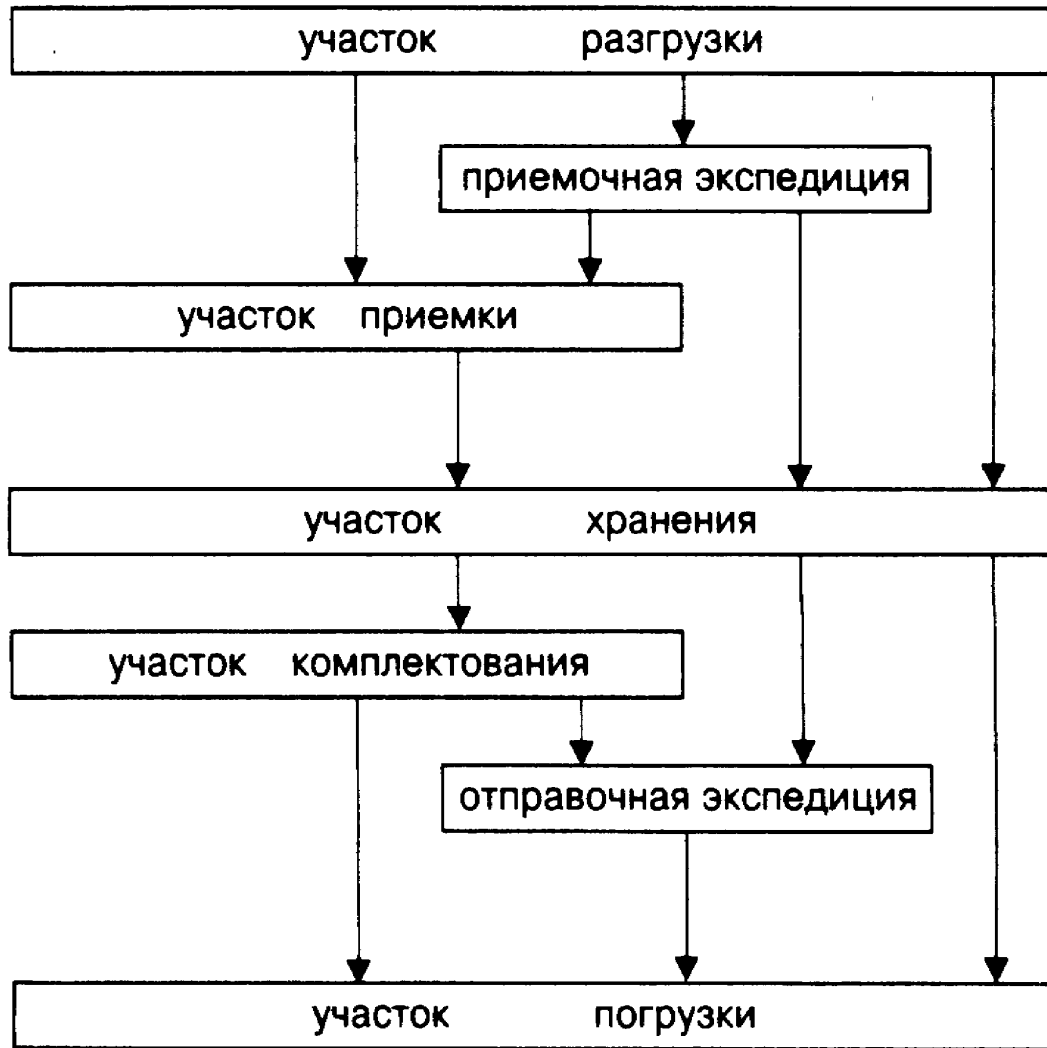 участок разгрузки
приемочная экспедиция
участок приемки
участок хранения
участок комплектования
отправочная экспедиция
участок погрузки